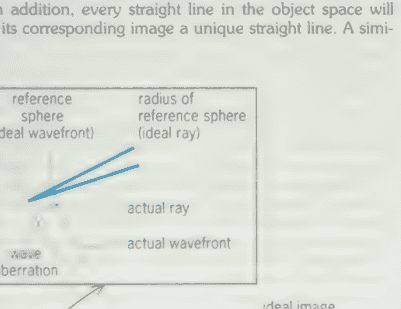 addition, every straight line in the object space will
its corresponding image a unique straight line. A simi-
reference
sphere
deal wavefront)
radius of
reference sphere
(ideal ray)
actual ray
actual wavefront
wave
berration
ideal image